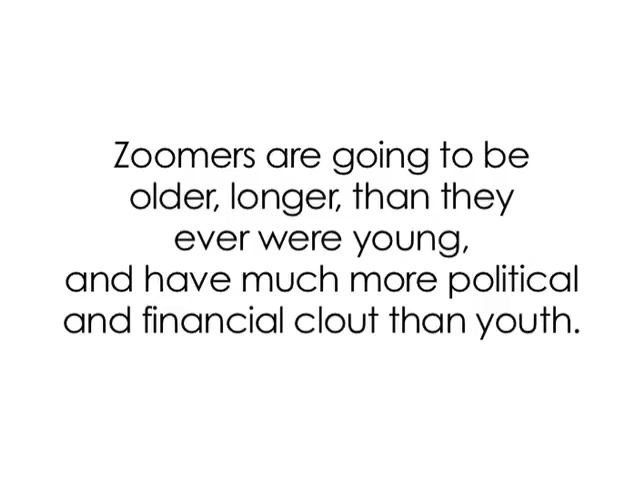 Zoomers are going to be
older, longer, than they
ever were young,
and have much more political
and financial clout than youth.